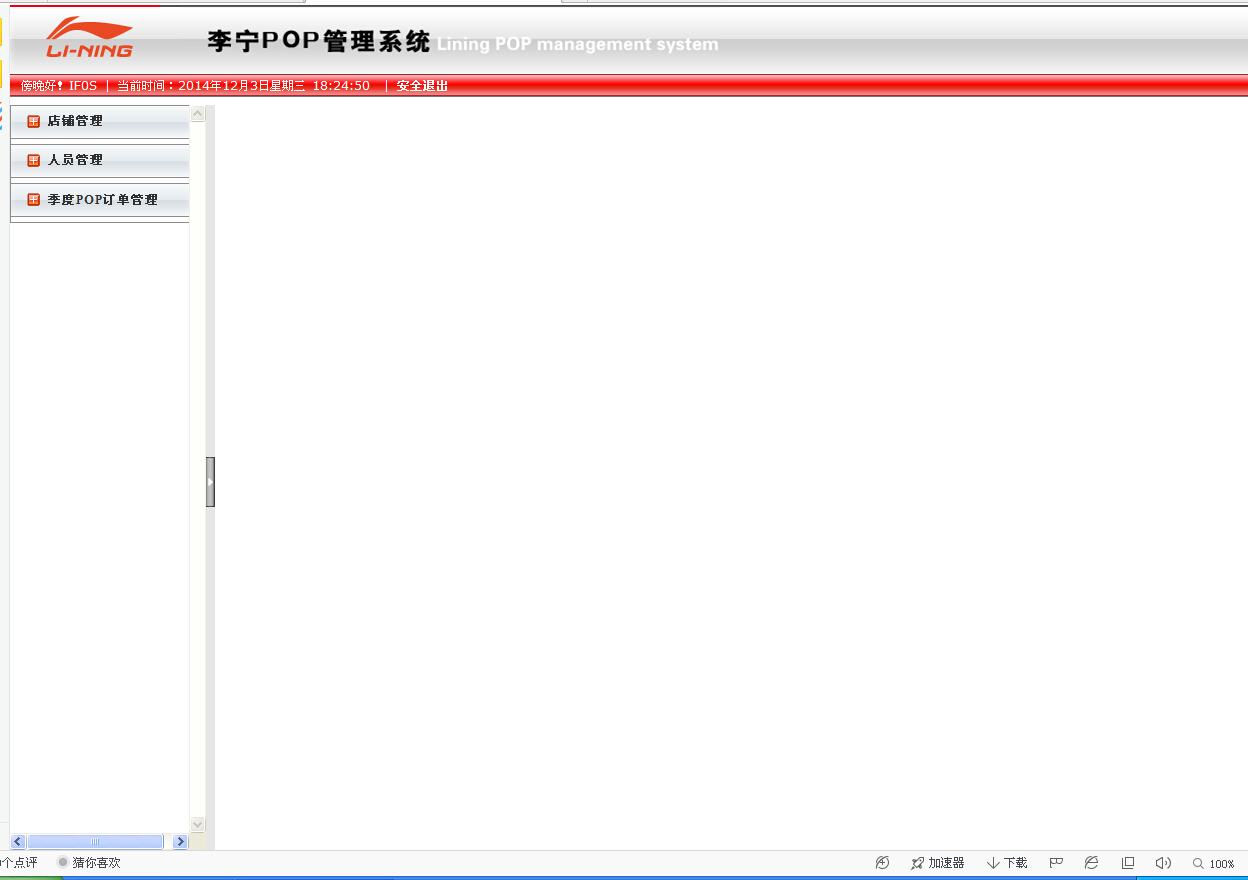 LI-NING
李宁POP管理系统 Lining POP management system
傍晚好! IF0S | 当前时间：2014年12月3日星期三 18:24:50 | 安全退出
店铺管理
人员管理
季度POP订单管理
个点评 猜你喜欢 加速器 下载 100%